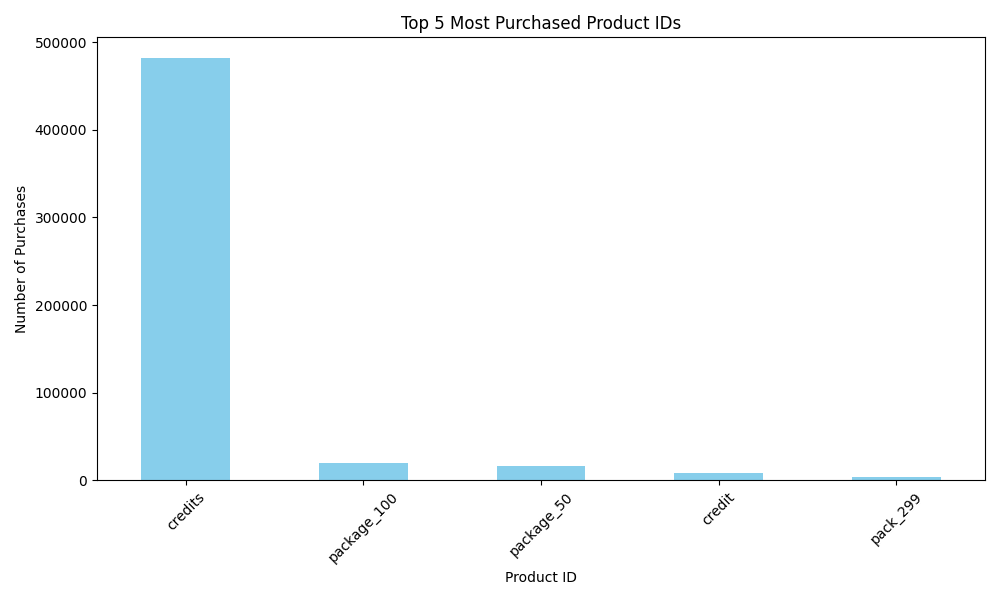 Top 5 Most Purchased Product IDs
Number of Purchases
500000
400000
300000
200000
100000
0
credits
package_100
package_50
credit
pack_299
Product ID